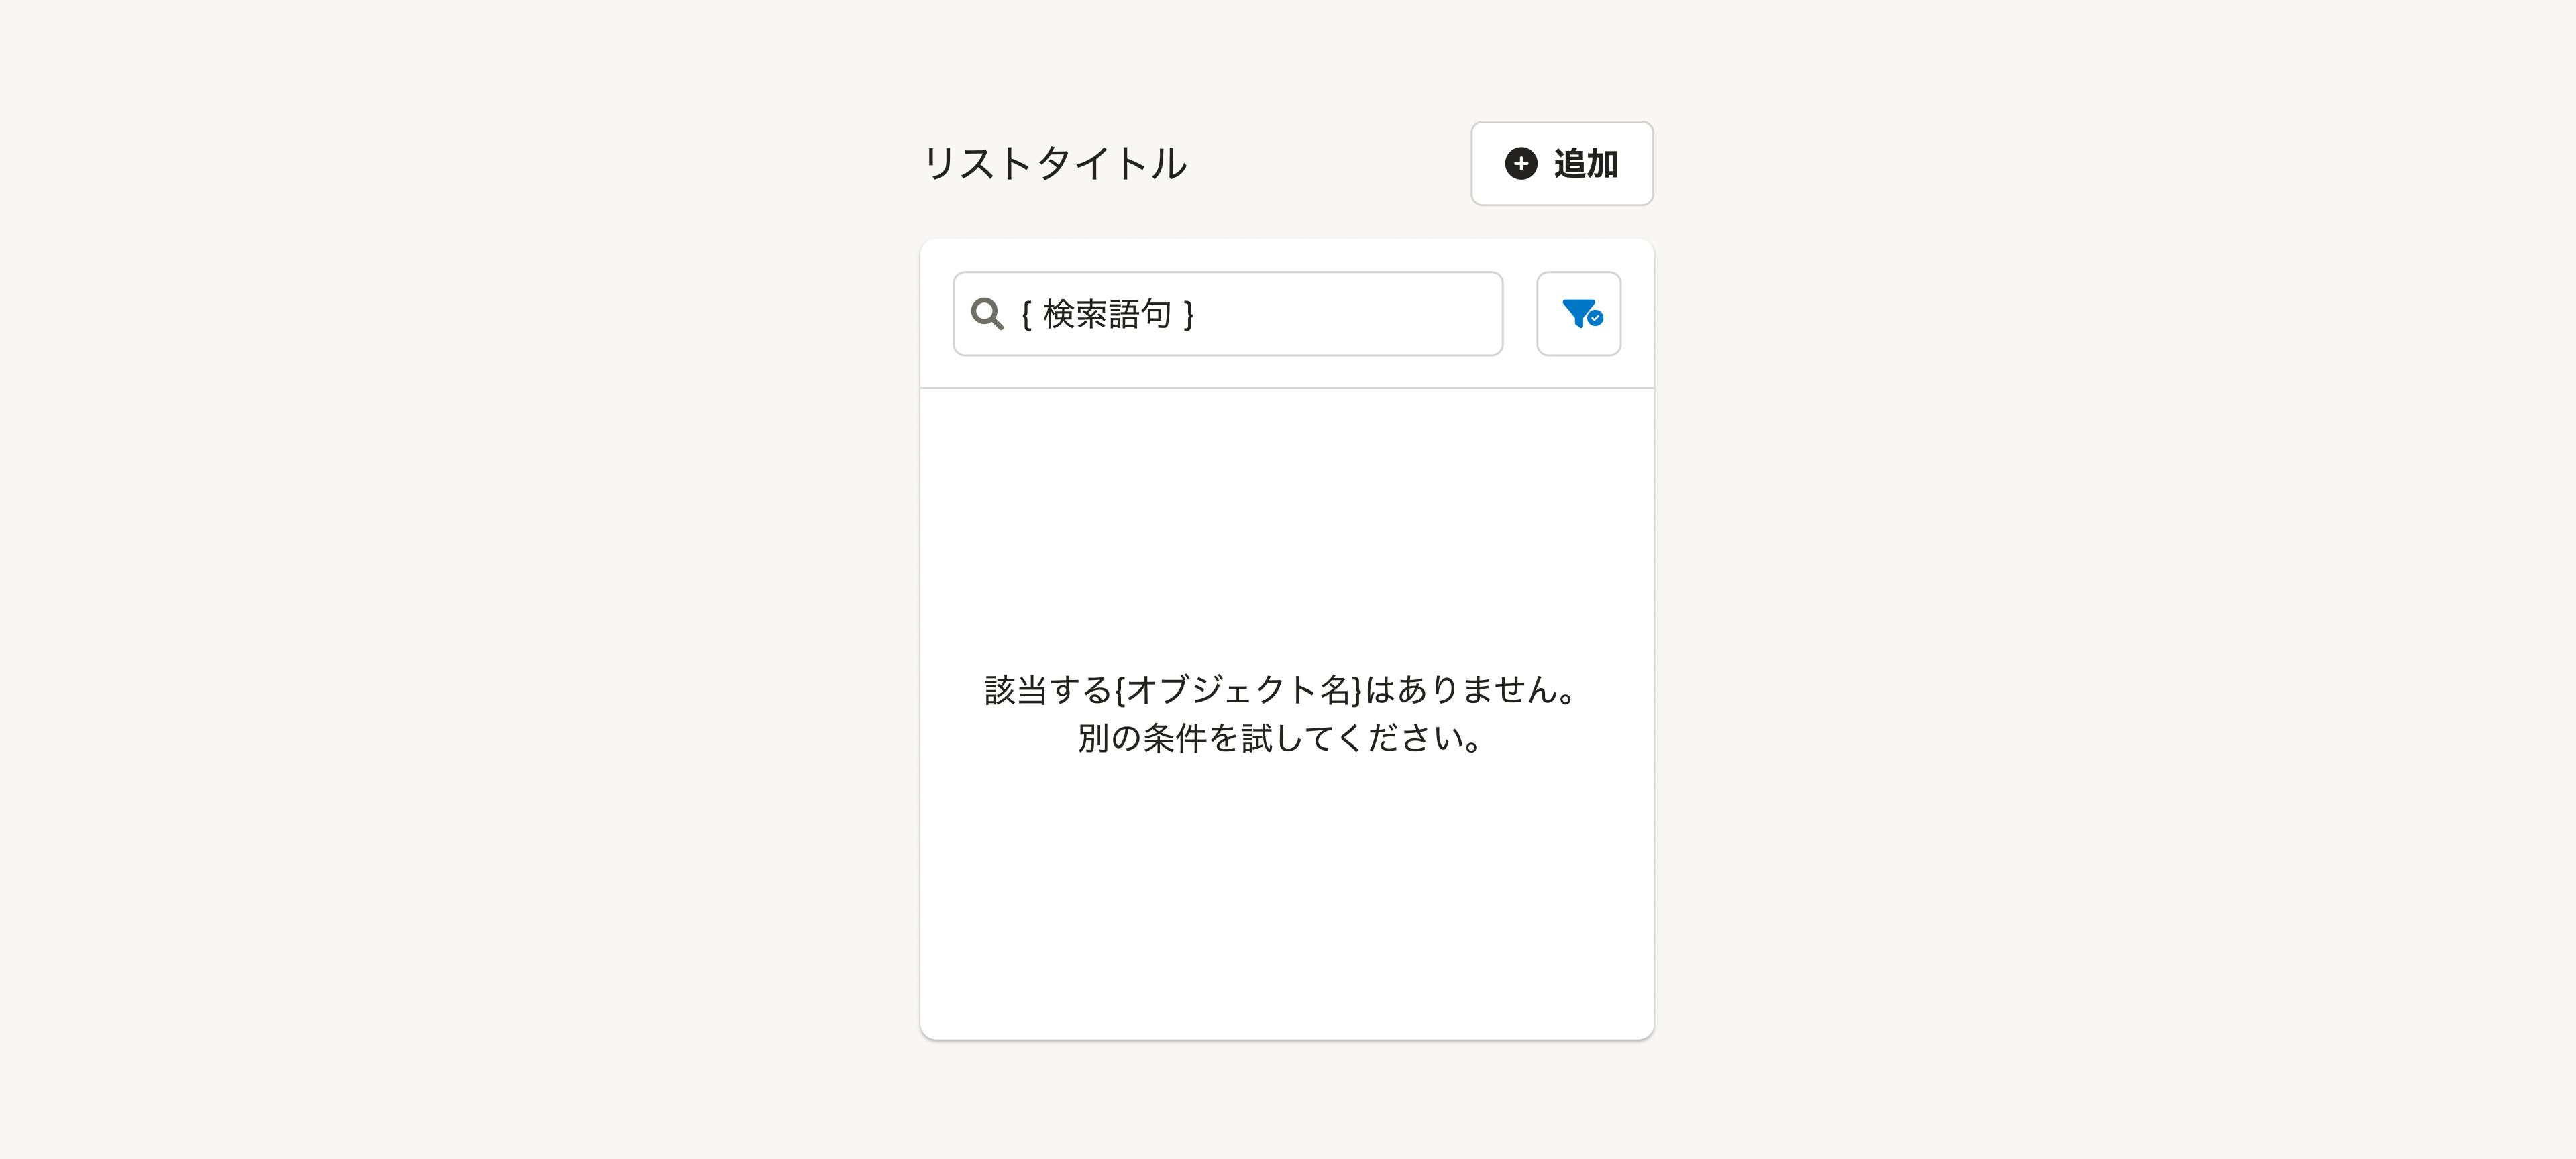 リストタイトル
追加
{ 検索語句 }
該当する{オブジェクト名}はありません。
別の条件を試してください。